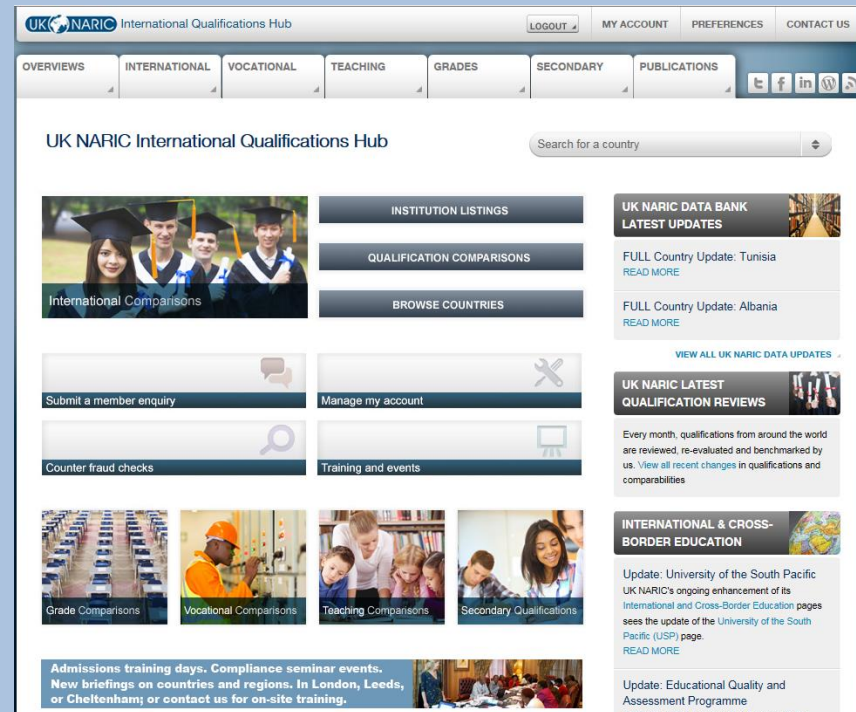 UK NARIC International Qualifications Hub
LOGOUT
MY ACCOUNT
PREFERENCES
CONTACT US
OVERVIEWS
INTERNATIONAL
VOCATIONAL
TEACHING
GRADES
SECONDARY
PUBLICATIONS
UK NARIC International Qualifications Hub
Search for a country
International Comparisons
INSTITUTION LISTINGS
QUALIFICATION COMPARISONS
BROWSE COUNTRIES
Submit a member enquiry
Manage my account
Counter fraud checks
Training and events
Grade Comparisons
Vocational Comparisons
Teaching Comparisons
Secondary Qualifications
Admissions training days. Compliance seminar events.
New briefings on countries and regions. In London, Leeds,
or Cheltenham; or contact us for on-site training.
UK NARIC DATA BANK
LATEST UPDATES
FULL Country Update: Tunisia
READ MORE
FULL Country Update: Albania
READ MORE
VIEW ALL UK NARIC DATA UPDATES
UK NARIC LATEST
QUALIFICATION REVIEWS
Every month, qualifications from around the world
are reviewed, re-evaluated and benchmarked by
us. View all recent changes in qualifications and
comparabilities
INTERNATIONAL & CROSS-
BORDER EDUCATION
Update: University of the South Pacific
UK NARIC's ongoing enhancement of its
International and Cross-Border Education pages
sees the update of the University of the South
Pacific (USP) page.
READ MORE
Update: Educational Quality and
Assessment Programme